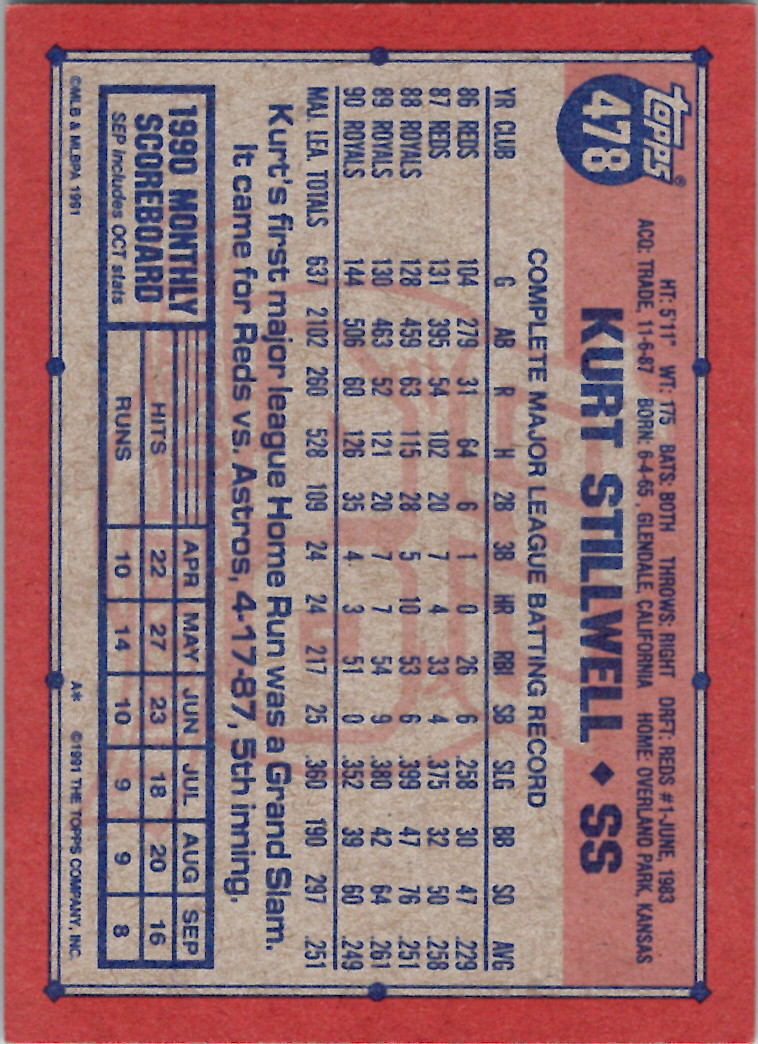 topps®
478
HT: 5'11" WT: 175 BATS: BOTH THROWS: RIGHT DRFT: REDS #1-JUNE, 1983
ACQ: TRADE, 11-6-87 BORN: 6-4-65, GLENDALE, CALIFORNIA HOME: OVERLAND PARK, KANSAS
KURT STILLWELL ◆ SS
COMPLETE MAJOR LEAGUE BATTING RECORD
YR CLUB G AB R H 2B 3B HR RBI SB SLG BB SO AVG
86 REDS 104 279 31 64 6 1 0 26 6 .258 30 47 .229
87 REDS 131 395 54 102 20 7 4 33 4 .375 32 50 .258
88 ROYALS 128 459 63 115 28 5 10 53 6 .399 47 76 .251
89 ROYALS 130 463 52 121 20 7 7 54 9 .380 42 64 .261
90 ROYALS 144 506 60 126 35 4 3 51 0 .352 39 60 .249
MAJ. LEA. TOTALS 637 2102 260 528 109 24 24 217 25 .360 190 297 .251
Kurt's first major league Home Run was a Grand Slam.
It came for Reds vs. Astros, 4-17-87, 5th inning.
1990 MONTHLY
SCOREBOARD
SEP includes OCT stats
APR MAY JUN JUL AUG SEP
HITS 22 27 23 18 20 16
RUNS 10 14 10 9 9 8
©MLB & MLBPA 1991 A* ©1991 THE TOPPS COMPANY, INC.